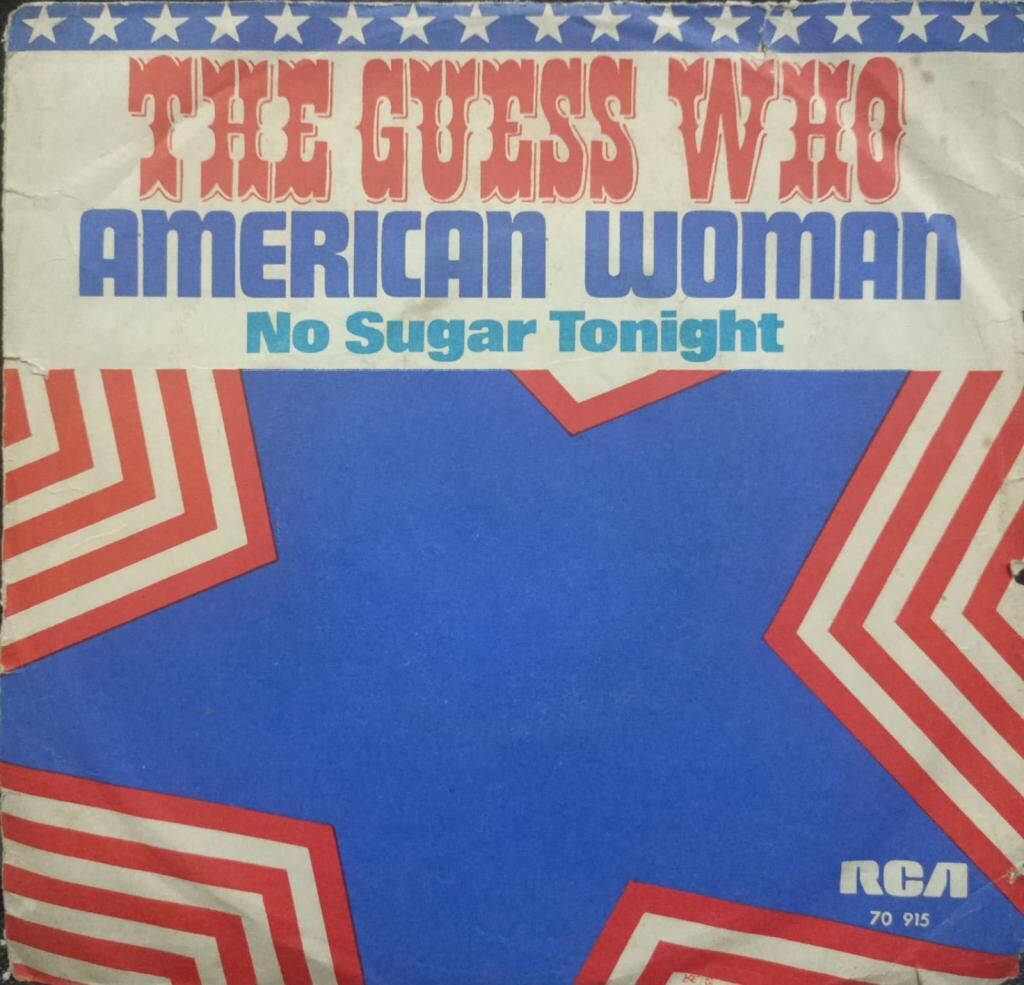 THE GUESS WHO
AMERICAN WOMAN
No Sugar Tonight
RCA
70 915